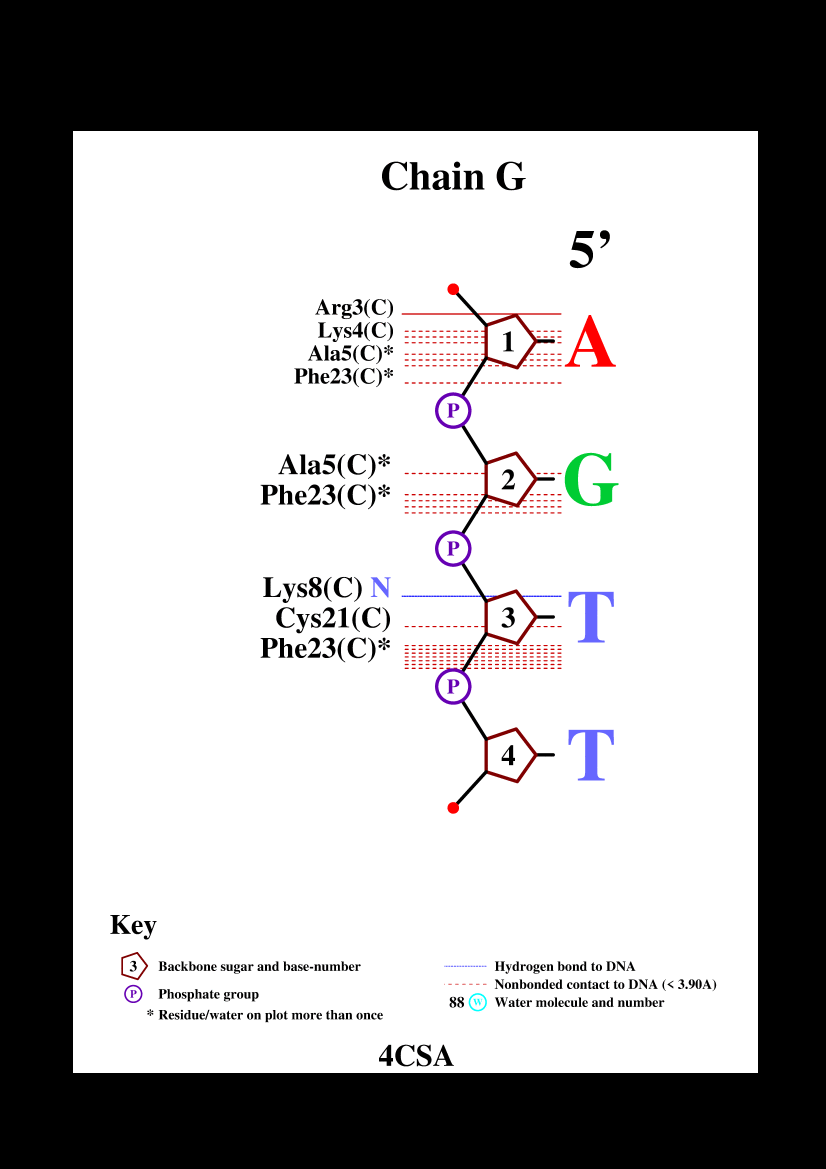 Chain G
5’
Arg3(C)
Lys4(C)
Ala5(C)*
Phe23(C)*
1 A
P
Ala5(C)*
Phe23(C)*
2 G
P
Lys8(C) N
Cys21(C)
Phe23(C)*
3 T
P
4 T
Key
3 Backbone sugar and base-number
P Phosphate group
* Residue/water on plot more than once
Hydrogen bond to DNA
Nonbonded contact to DNA (< 3.90A)
88 W Water molecule and number
4CSA